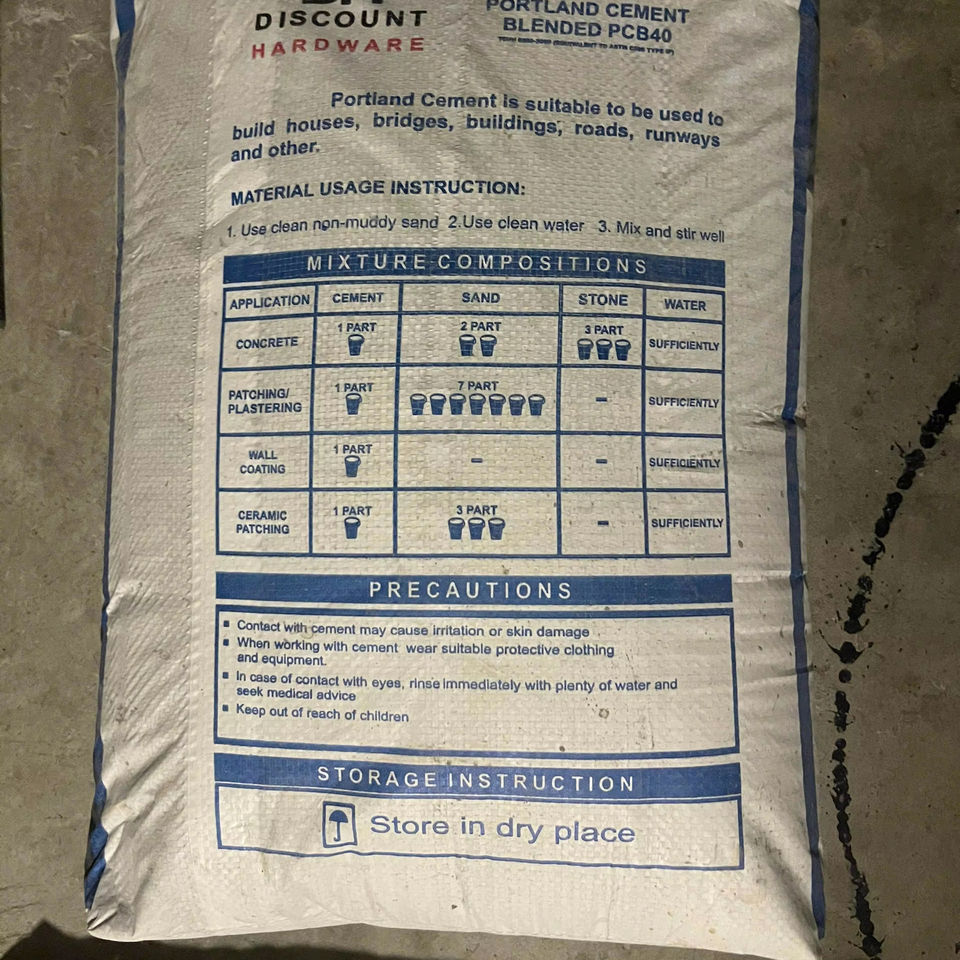 DISCOUNT
HARDWARE
PORTLAND CEMENT
BLENDED PCB40
Portland Cement is suitable to be used to
build houses, bridges, buildings, roads, runways
and other.
MATERIAL USAGE INSTRUCTION:
1. Use clean non-muddy sand 2.Use clean water 3. Mix and stir well
MIXTURE COMPOSITIONS
APPLICATION CEMENT SAND STONE WATER
CONCRETE 1 PART 2 PART 3 PART SUFFICIENTLY
PATCHING/
PLASTERING 1 PART 7 PART - SUFFICIENTLY
WALL
COATING 1 PART - - SUFFICIENTLY
CERAMIC
PATCHING 1 PART 3 PART - SUFFICIENTLY
PRECAUTIONS
Contact with cement may cause irritation or skin damage
When working with cement wear suitable protective clothing
and equipment.
In case of contact with eyes, rinse immediately with plenty of water and
seek medical advice
Keep out of reach of children
STORAGE INSTRUCTION
Store in dry place